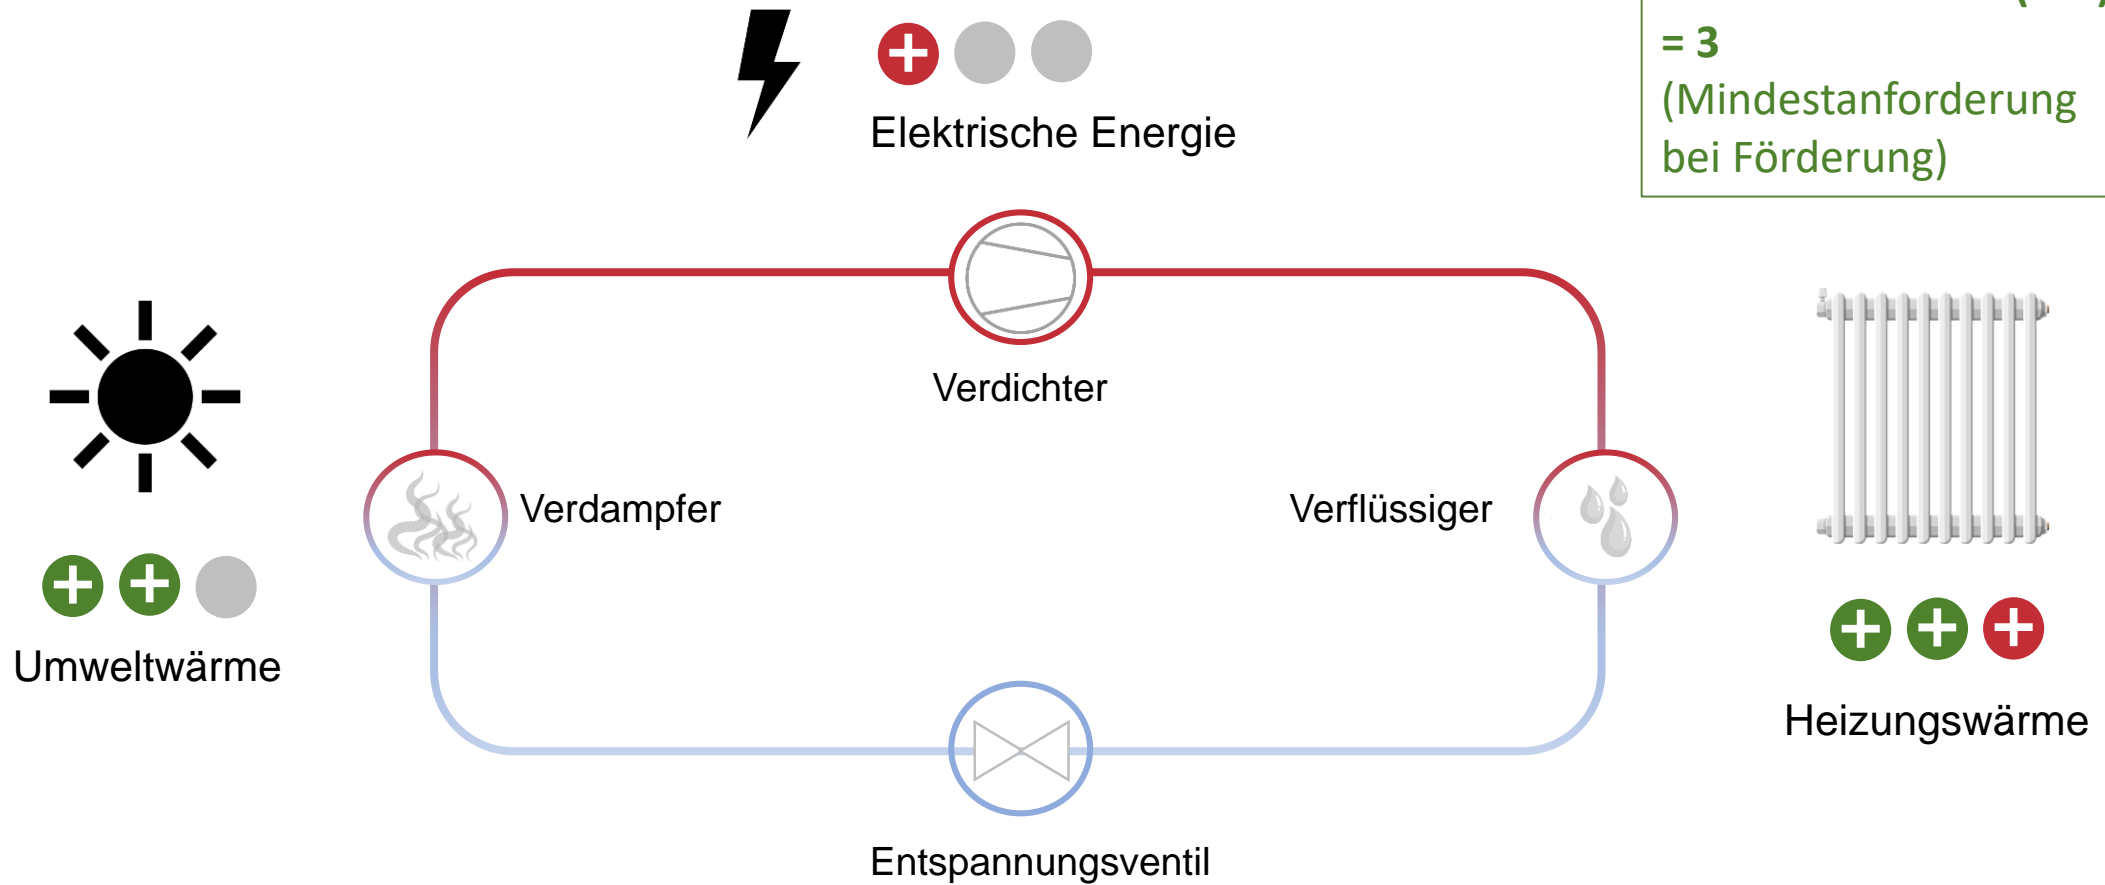 = 3
(Mindestanforderung
bei Förderung)
Elektrische Energie
Verdichter
Verdampfer
Verflüssiger
Umweltwärme
Heizungswärme
Entspannungsventil